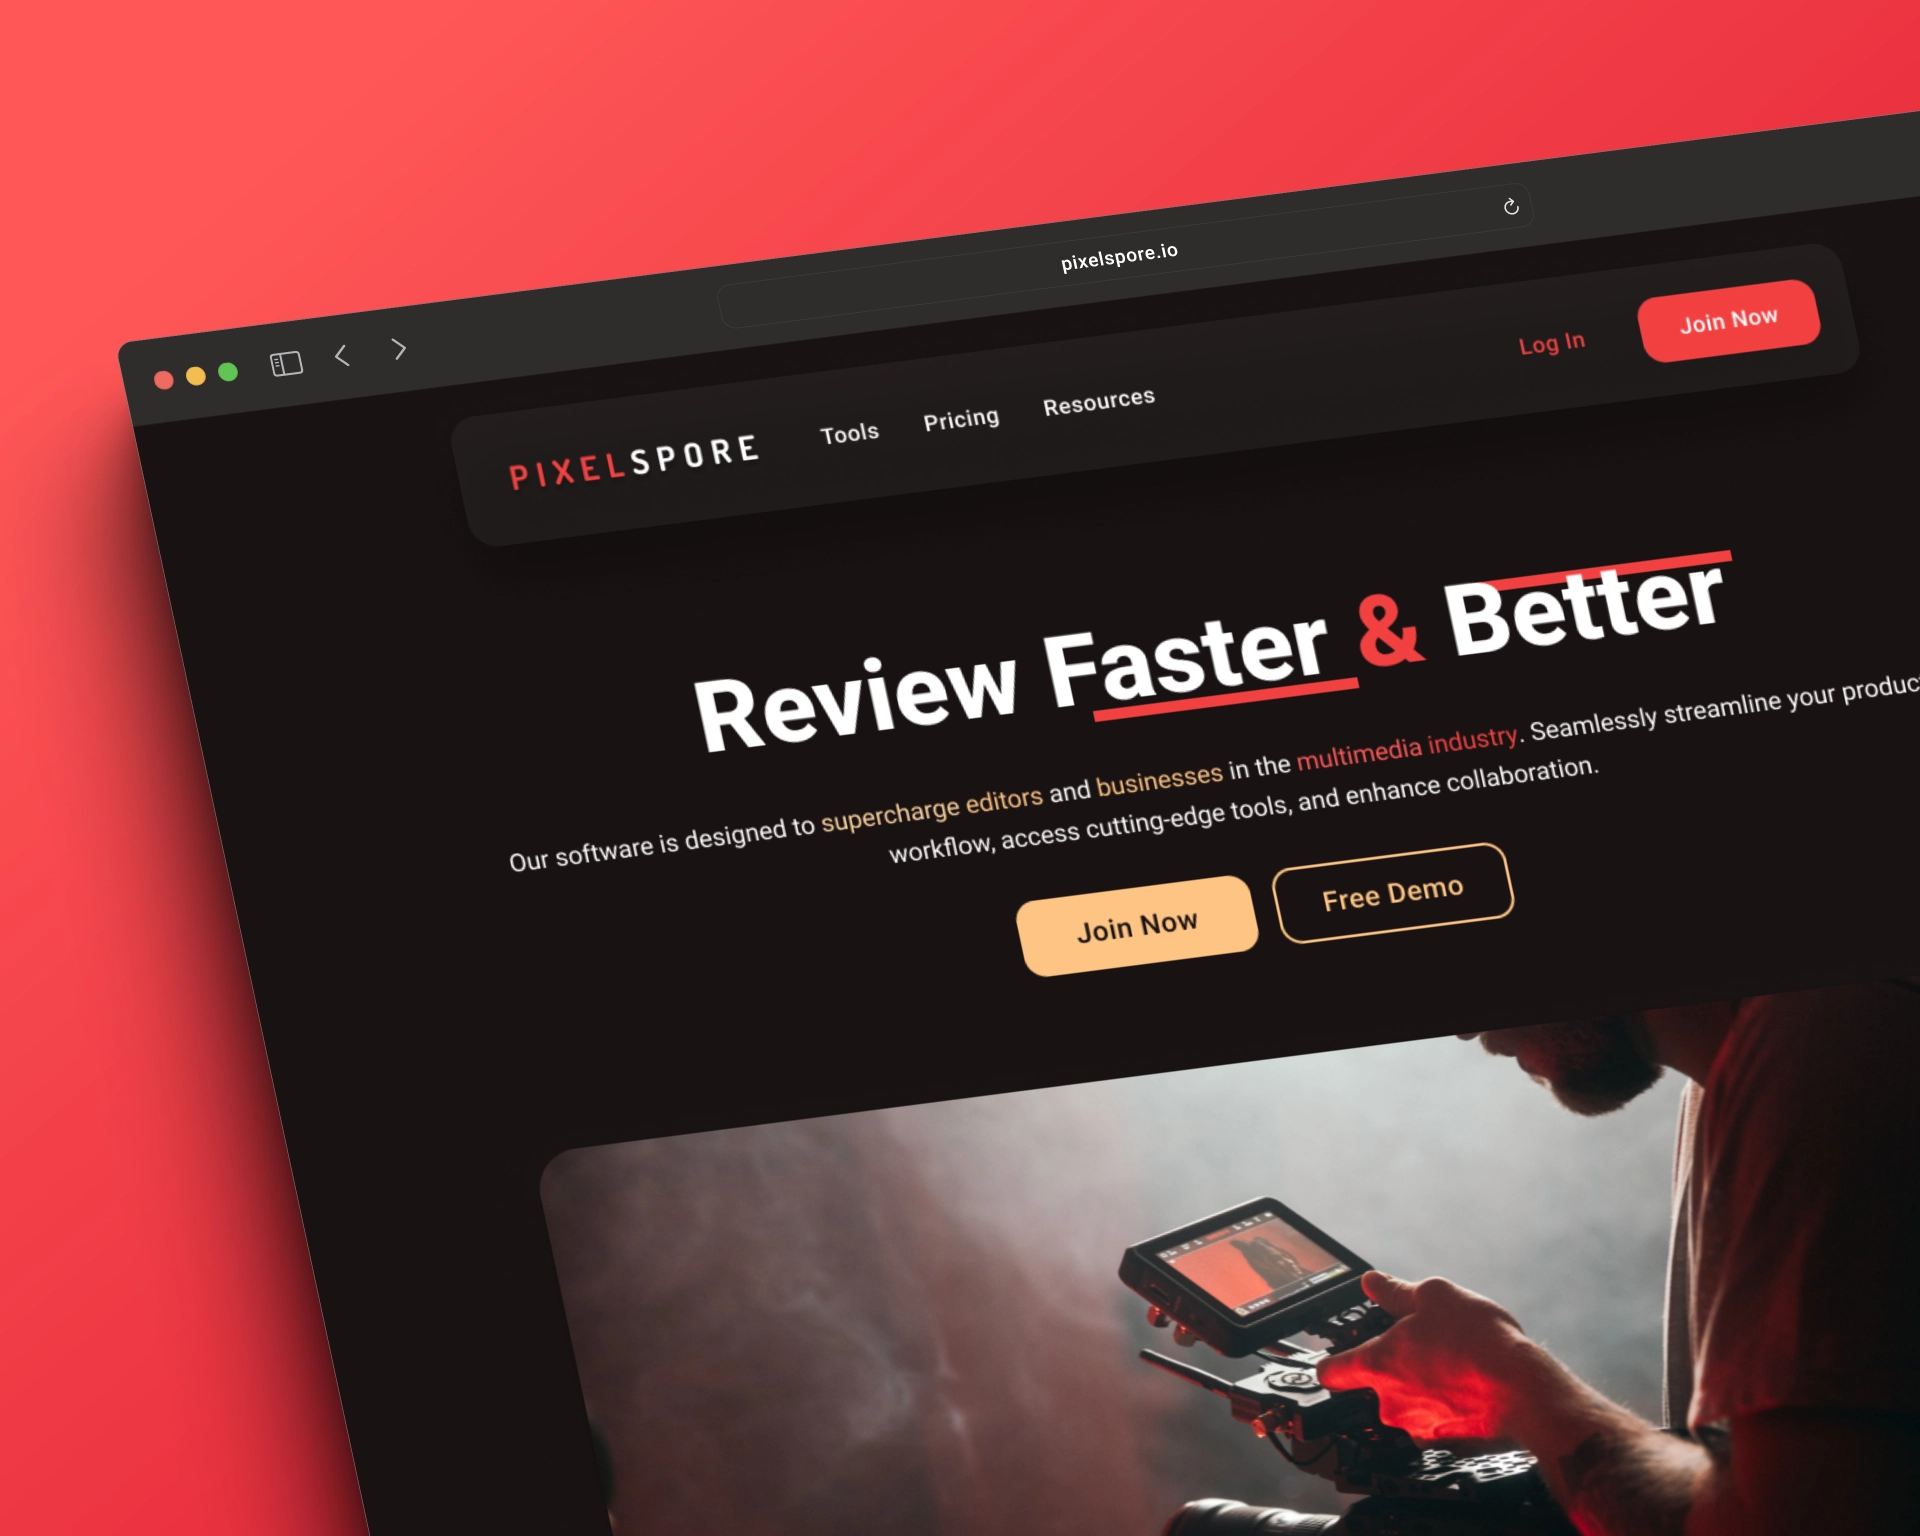 pixelspore.io
PIXELSPORE
Tools
Pricing
Resources
Log In
Join Now
Review Faster & Better
Our software is designed to supercharge editors and businesses in the multimedia industry. Seamlessly streamline your
workflow, access cutting-edge tools, and enhance collaboration.
Join Now
Free Demo